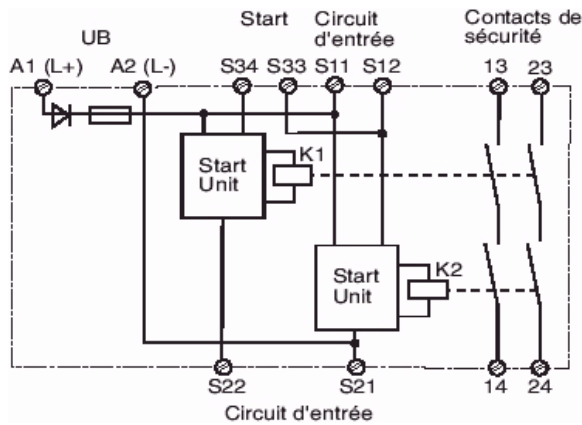 UB
Start
Circuit
d'entrée
Contacts de
sécurité
A1 (L+) A2 (L-) S34 S33 S11 S12 13 23
Start
Unit
K1
Start
Unit
K2
S22 S21 14 24
Circuit d'entrée